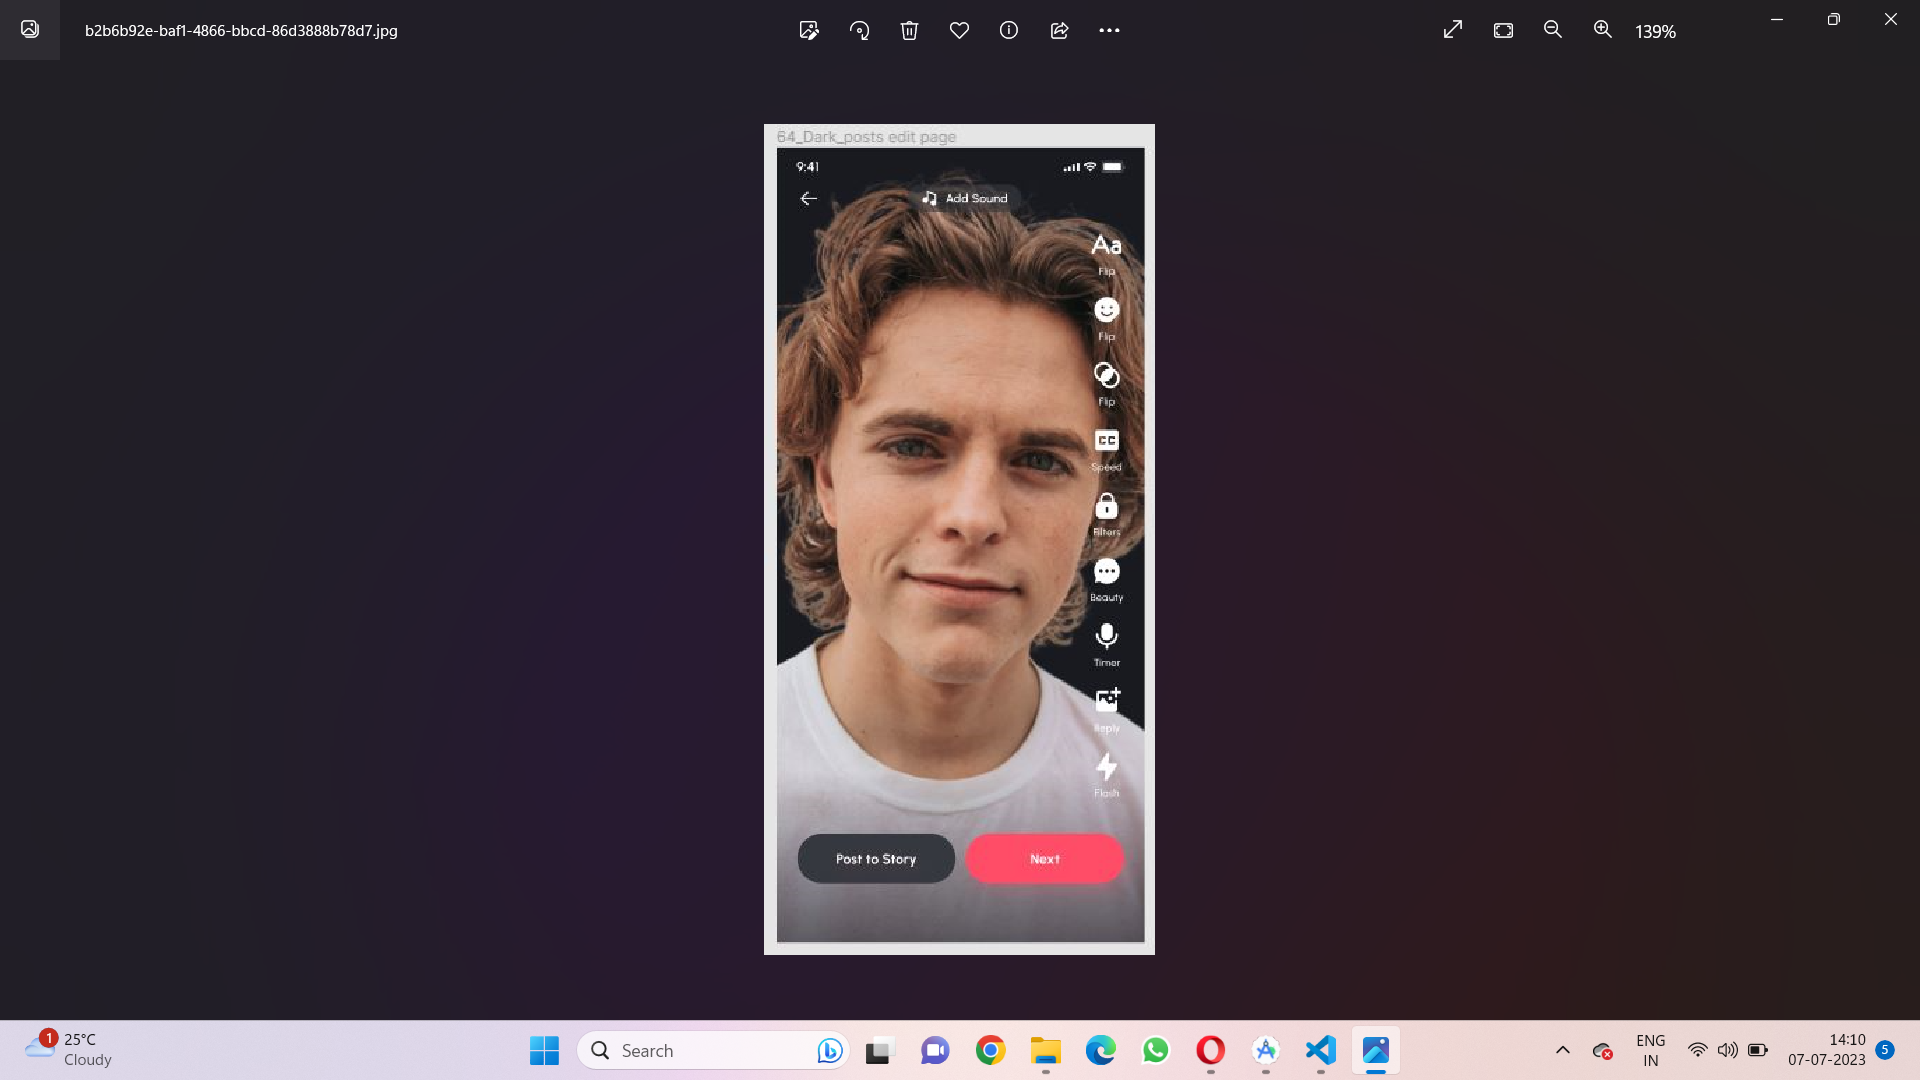 b2b6b92e-baf1-4866-bbcd-86d3888b78d7.jpg
139%
64_Dark_posts edit page
9:41
Add Sound
Aa
Flip
Flip
Flip
CC
Speed
Filters
Beauty
Timer
Reply
Flash
Post to Story
Next
1
25°C
Cloudy
Search
ENG
IN
14:10
07-07-2023
5